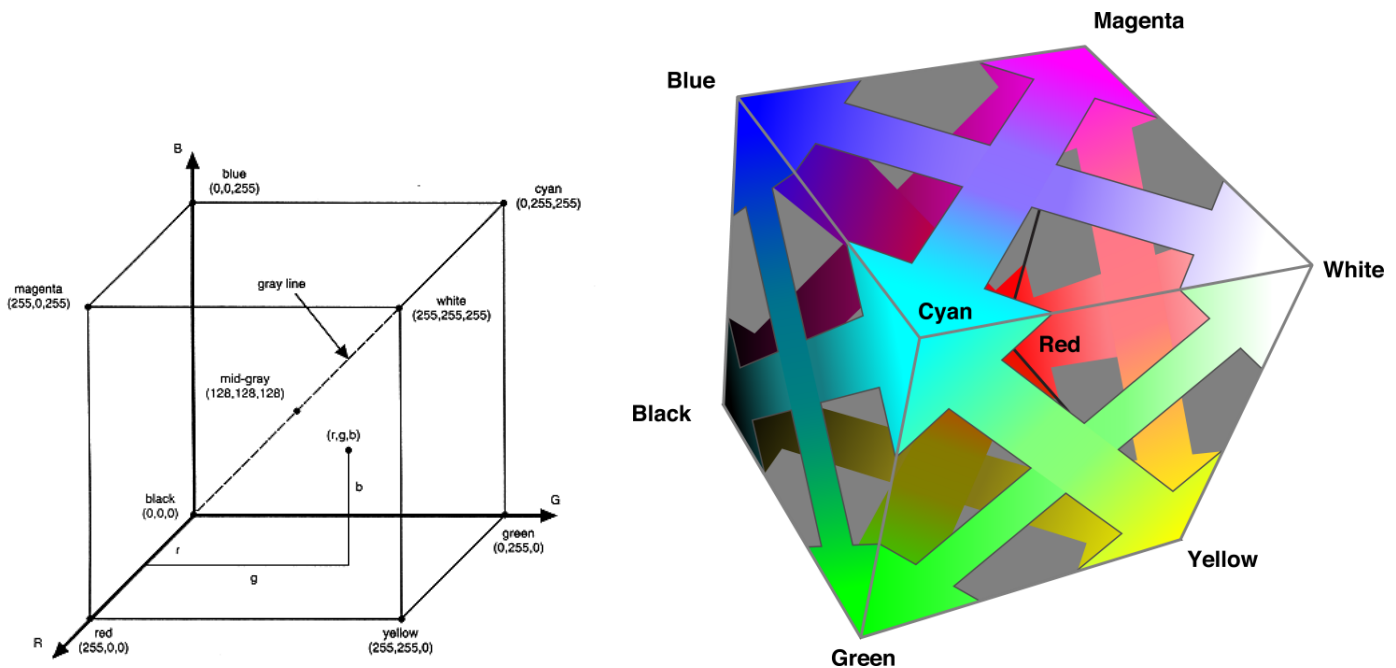 B
blue
(0,0,255)
cyan
(0,255,255)
gray line
magenta
(255,0,255)
white
(255,255,255)
mid-gray
(128,128,128)
(r,g,b)
b
black
(0,0,0)
G
green
(0,255,0)
r
g
R
red
(255,0,0)
yellow
(255,255,0)
Magenta
Blue
White
Cyan
Red
Black
Yellow
Green